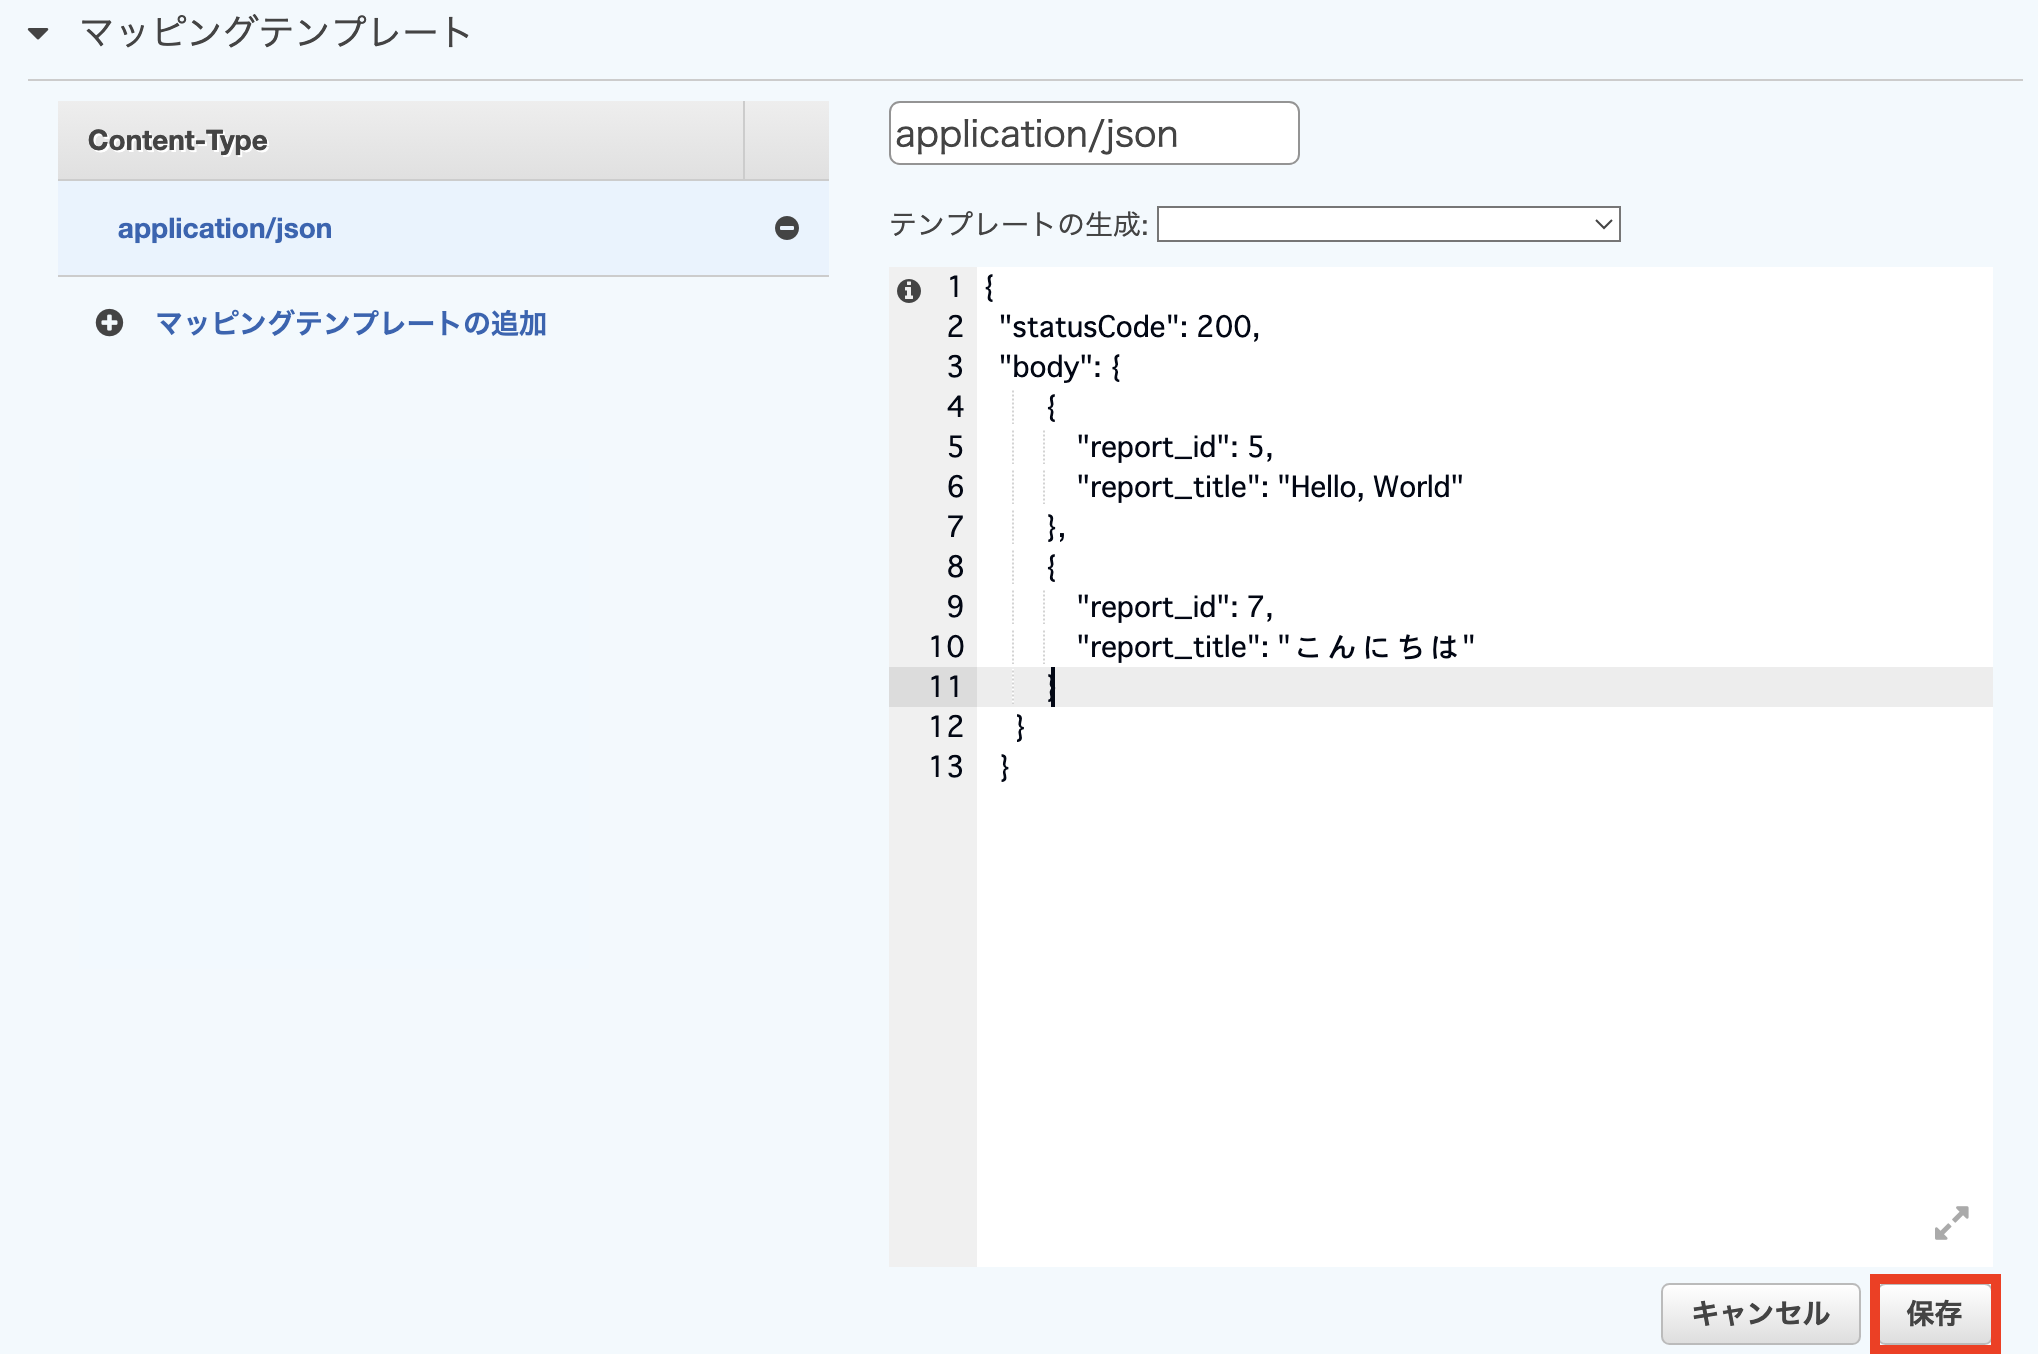 マッピングテンプレート
Content-Type
application/json
マッピングテンプレートの追加
application/json
テンプレートの生成:
1 {
2 "statusCode": 200,
3 "body": {
4 {
5 "report_id": 5,
6 "report_title": "Hello, World"
7 },
8 {
9 "report_id": 7,
10 "report_title": "こんにちは"
11 }
12 }
13 }
キャンセル
保存